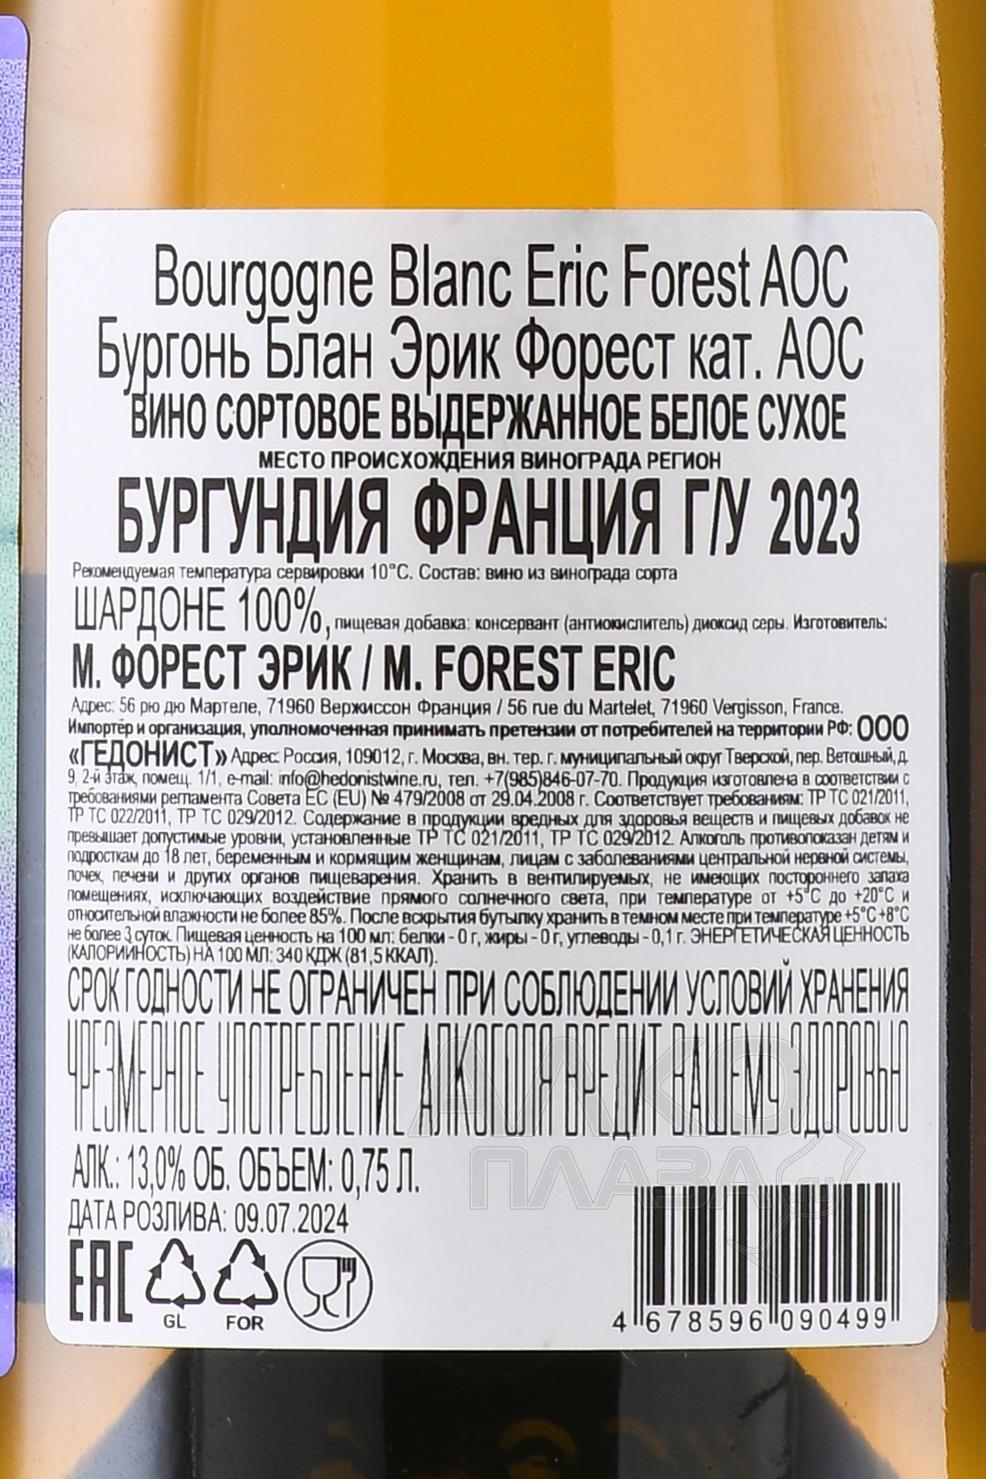 Bourgogne Blanc Eric Forest AOC
Бургонь Блан Эрик Форест кат. АОС
ВИНО СОРТОВОЕ ВЫДЕРЖАННОЕ БЕЛОЕ СУХОЕ
МЕСТО ПРОИСХОЖДЕНИЯ ВИНОГРАДА РЕГИОН
БУРГУНДИЯ ФРАНЦИЯ Г/У 2023
Рекомендуемая температура сервировки 10°С. Состав: вино из винограда сорта
ШАРДОНЕ 100%, пищевая добавка: консервант (антиокислитель) диоксид серы. Изготовитель:
М. ФОРЕСТ ЭРИК / M. FOREST ERIC
Адрес: 56 рю дю Мартеле, 71960 Вержиссон Франция / 56 rue du Martelet, 71960 Vergisson, France.
Импортёр и организация, уполномоченная принимать претензии от потребителей на территории РФ: ООО
«ГЕДОНИСТ» Адрес: Россия, 109012, г. Москва, вн. тер. г. муниципальный округ Тверской, пер. Ветошный, д.
9, 2-й этаж, помещ. 1/1, e-mail: info@hedonistwine.ru, тел. +7(985)846-07-70. Продукция изготовлена в соответствии с
требованиями регламента Совета ЕС (EU) № 479/2008 от 29.04.2008 г. Соответствует требованиям: ТР ТС 021/2011,
ТР ТС 022/2011, ТР ТС 029/2012. Содержание в продукции вредных для здоровья веществ и пищевых добавок не
превышает допустимые уровни, установленные ТР ТС 021/2011, ТР ТС 029/2012. Алкоголь противопоказан детям и
подросткам до 18 лет, беременным и кормящим женщинам, лицам с заболеваниями центральной нервной системы,
почек, печени и других органов пищеварения. Хранить в вентилируемых, не имеющих постороннего запаха
помещениях, исключающих воздействие прямого солнечного света, при температуре от +5°С до +20°С и
относительной влажности не более 85%. После вскрытия бутылку хранить в темном месте при температуре +5°С +8°С
не более 3 суток. Пищевая ценность на 100 мл: белки - 0 г, жиры - 0 г, углеводы - 0,1 г. ЭНЕРГЕТИЧЕСКАЯ ЦЕННОСТЬ
(КАЛОРИЙНОСТЬ) НА 100 МЛ: 340 КДЖ (81,5 ККАЛ).
СРОК ГОДНОСТИ НЕ ОГРАНИЧЕН ПРИ СОБЛЮДЕНИИ УСЛОВИЙ ХРАНЕНИЯ
ЧРЕЗМЕРНОЕ УПОТРЕБЛЕНИЕ АЛКОГОЛЯ ВРЕДИТ ВАШЕМУ ЗДОРОВЬЮ
АЛКО
ПЛАЗА
АЛК.: 13,0% ОБ. ОБЪЕМ: 0,75 Л.
ДАТА РОЗЛИВА: 09.07.2024
EAC
GL FOR
4 678596 090499